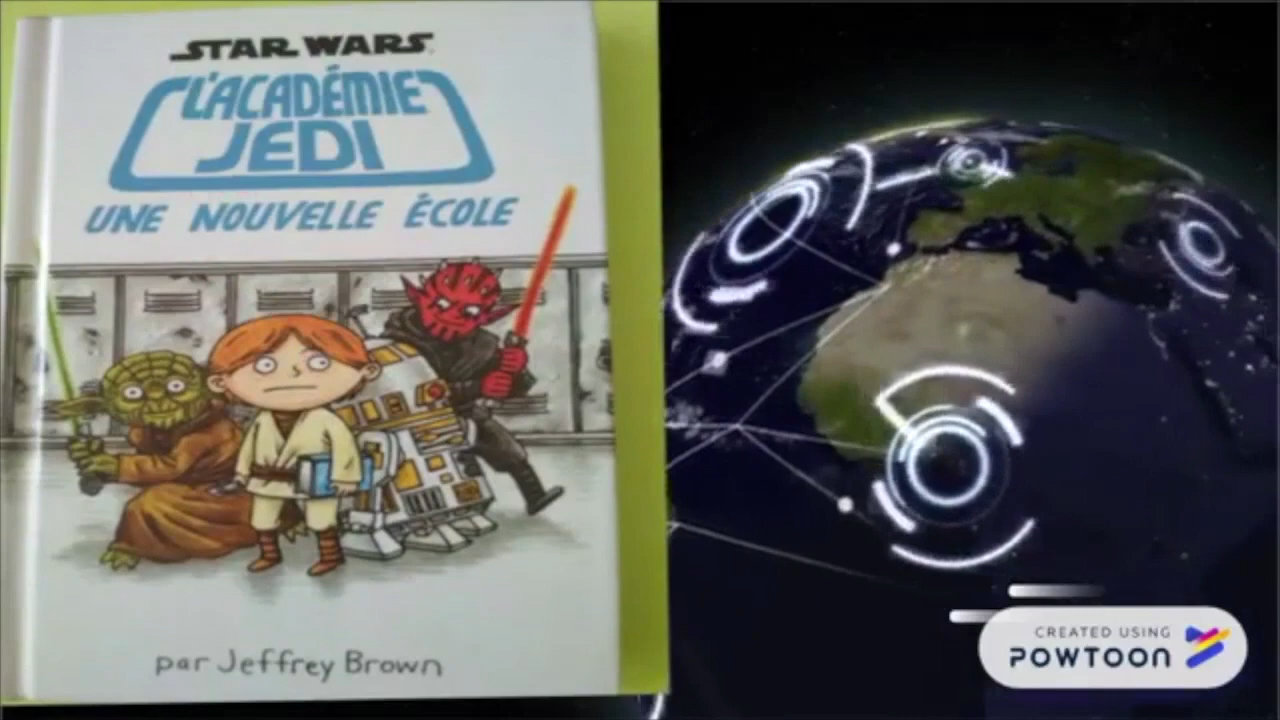 STAR WARS
L'ACADÉMIE
JEDI
UNE NOUVELLE ÉCOLE
par Jeffrey Brown
CREATED USING
POWTOON